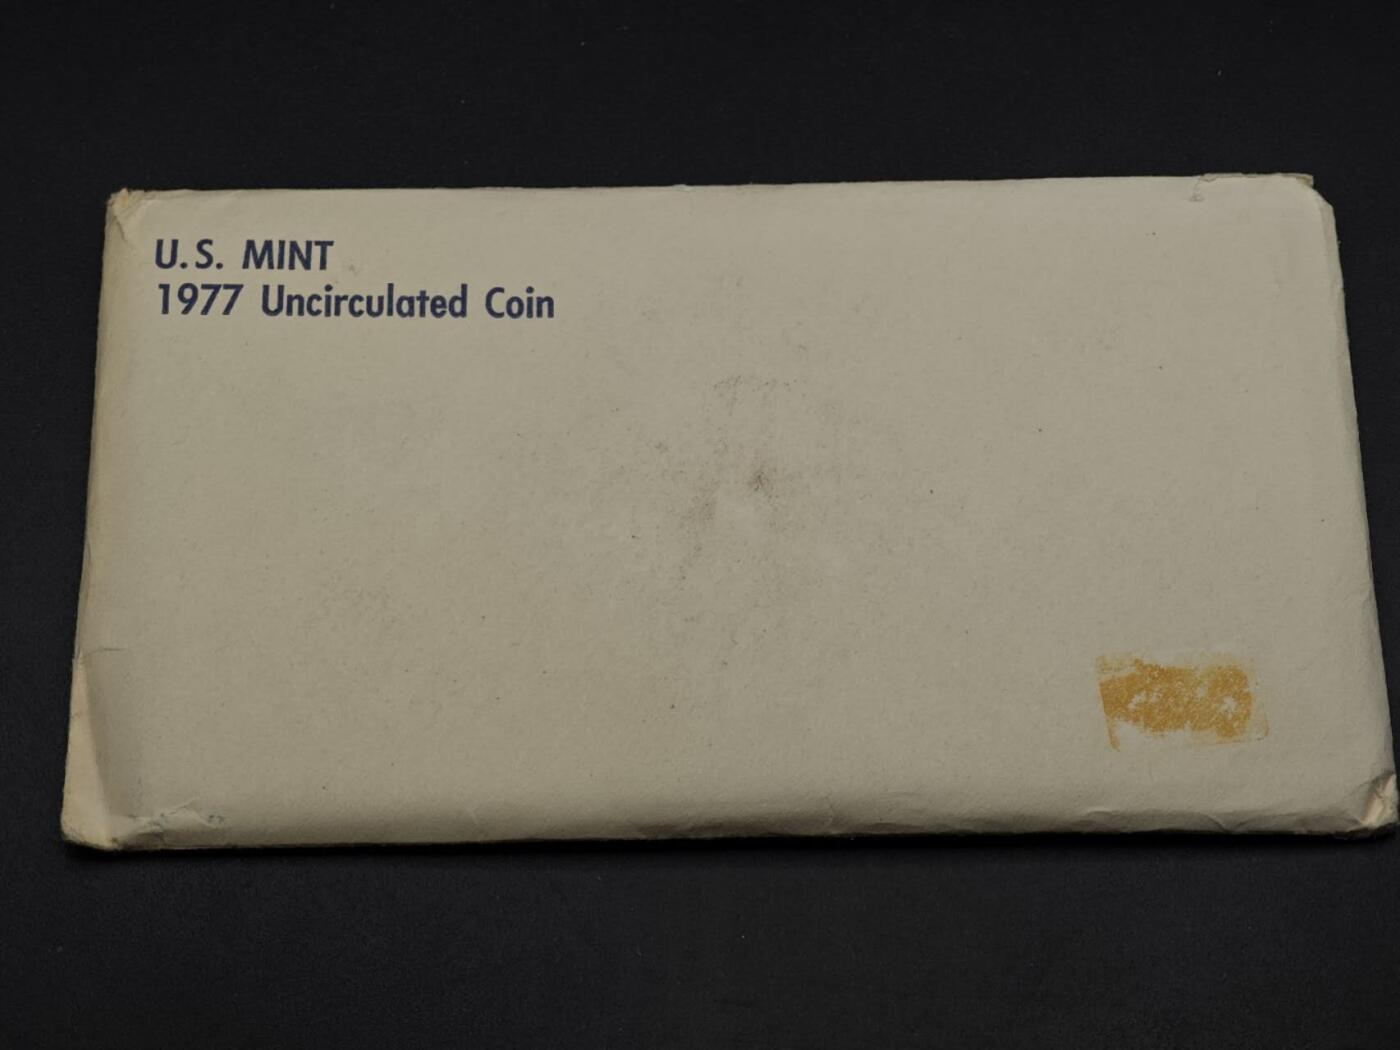 U.S. MINT
1977 Uncirculated Coin